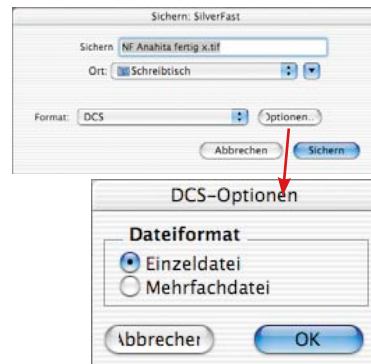 Sichern: SilverFast
Sichern NF Anahita fertig x.tif
Ort: Schreibtisch
Format: DCS Optionen..
Abbrechen Sichern
DCS-Optionen
Dateiformat
Einzeldatei
Mehrfachdatei
Abbrechen OK